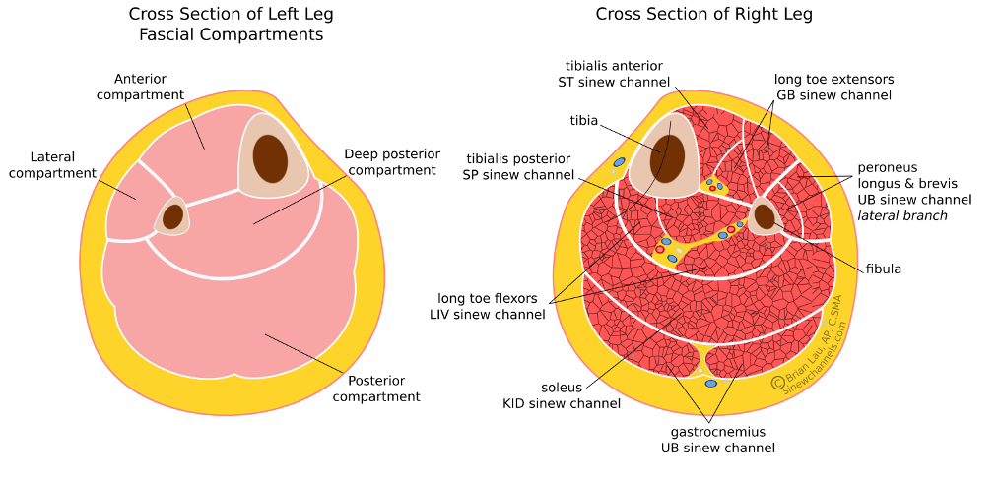 Cross Section of Left Leg
Fascial Compartments
Anterior
compartment
Lateral
compartment
Deep posterior
compartment
Posterior
compartment
Cross Section of Right Leg
tibialis anterior
ST sinew channel
long toe extensors
GB sinew channel
tibia
tibialis posterior
SP sinew channel
peroneus
longus & brevis
UB sinew channel
lateral branch
fibula
long toe flexors
LIV sinew channel
soleus
KID sinew channel
gastrocnemius
UB sinew channel
© Brian Lau, AP, C.SMA
sinewchannels.com